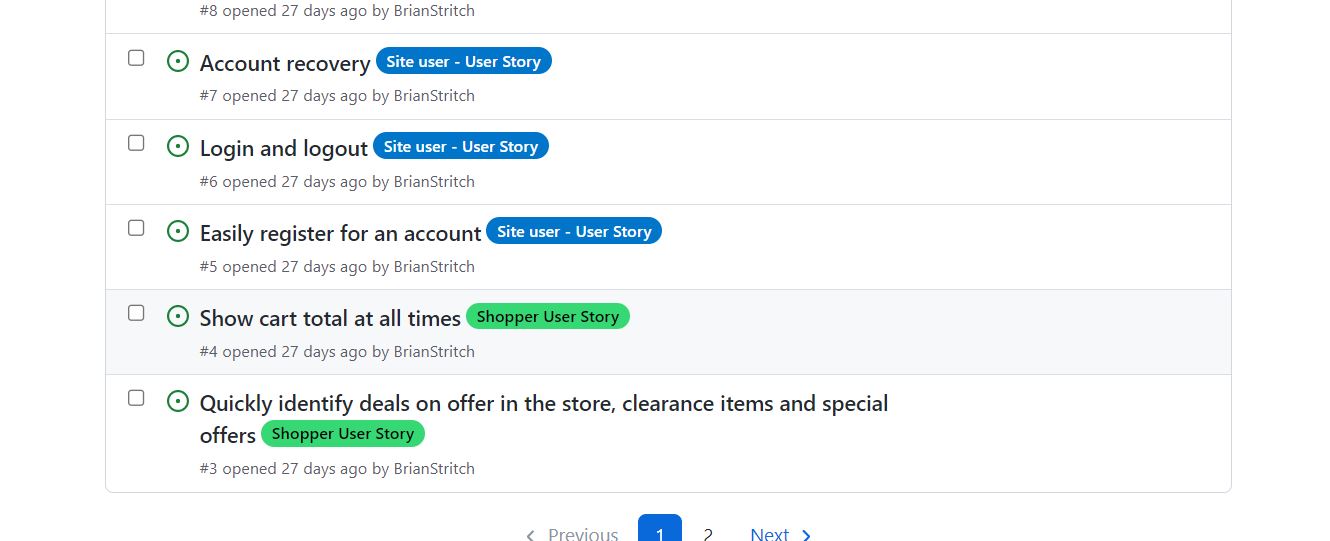 #8 opened 27 days ago by BrianStritch
Account recovery Site user - User Story
#7 opened 27 days ago by BrianStritch
Login and logout Site user - User Story
#6 opened 27 days ago by BrianStritch
Easily register for an account Site user - User Story
#5 opened 27 days ago by BrianStritch
Show cart total at all times Shopper User Story
#4 opened 27 days ago by BrianStritch
Quickly identify deals on offer in the store, clearance items and special
offers Shopper User Story
#3 opened 27 days ago by BrianStritch
Previous 1 2 Next